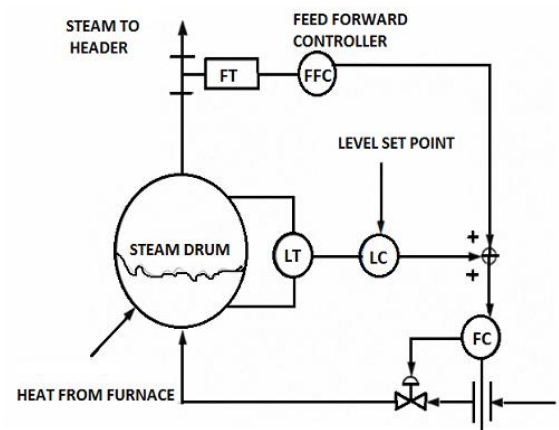 STEAM TO
HEADER
FEED FORWARD
CONTROLLER
FT
FFC
LEVEL SET POINT
STEAM DRUM
LT
LC
+
+
FC
HEAT FROM FURNACE